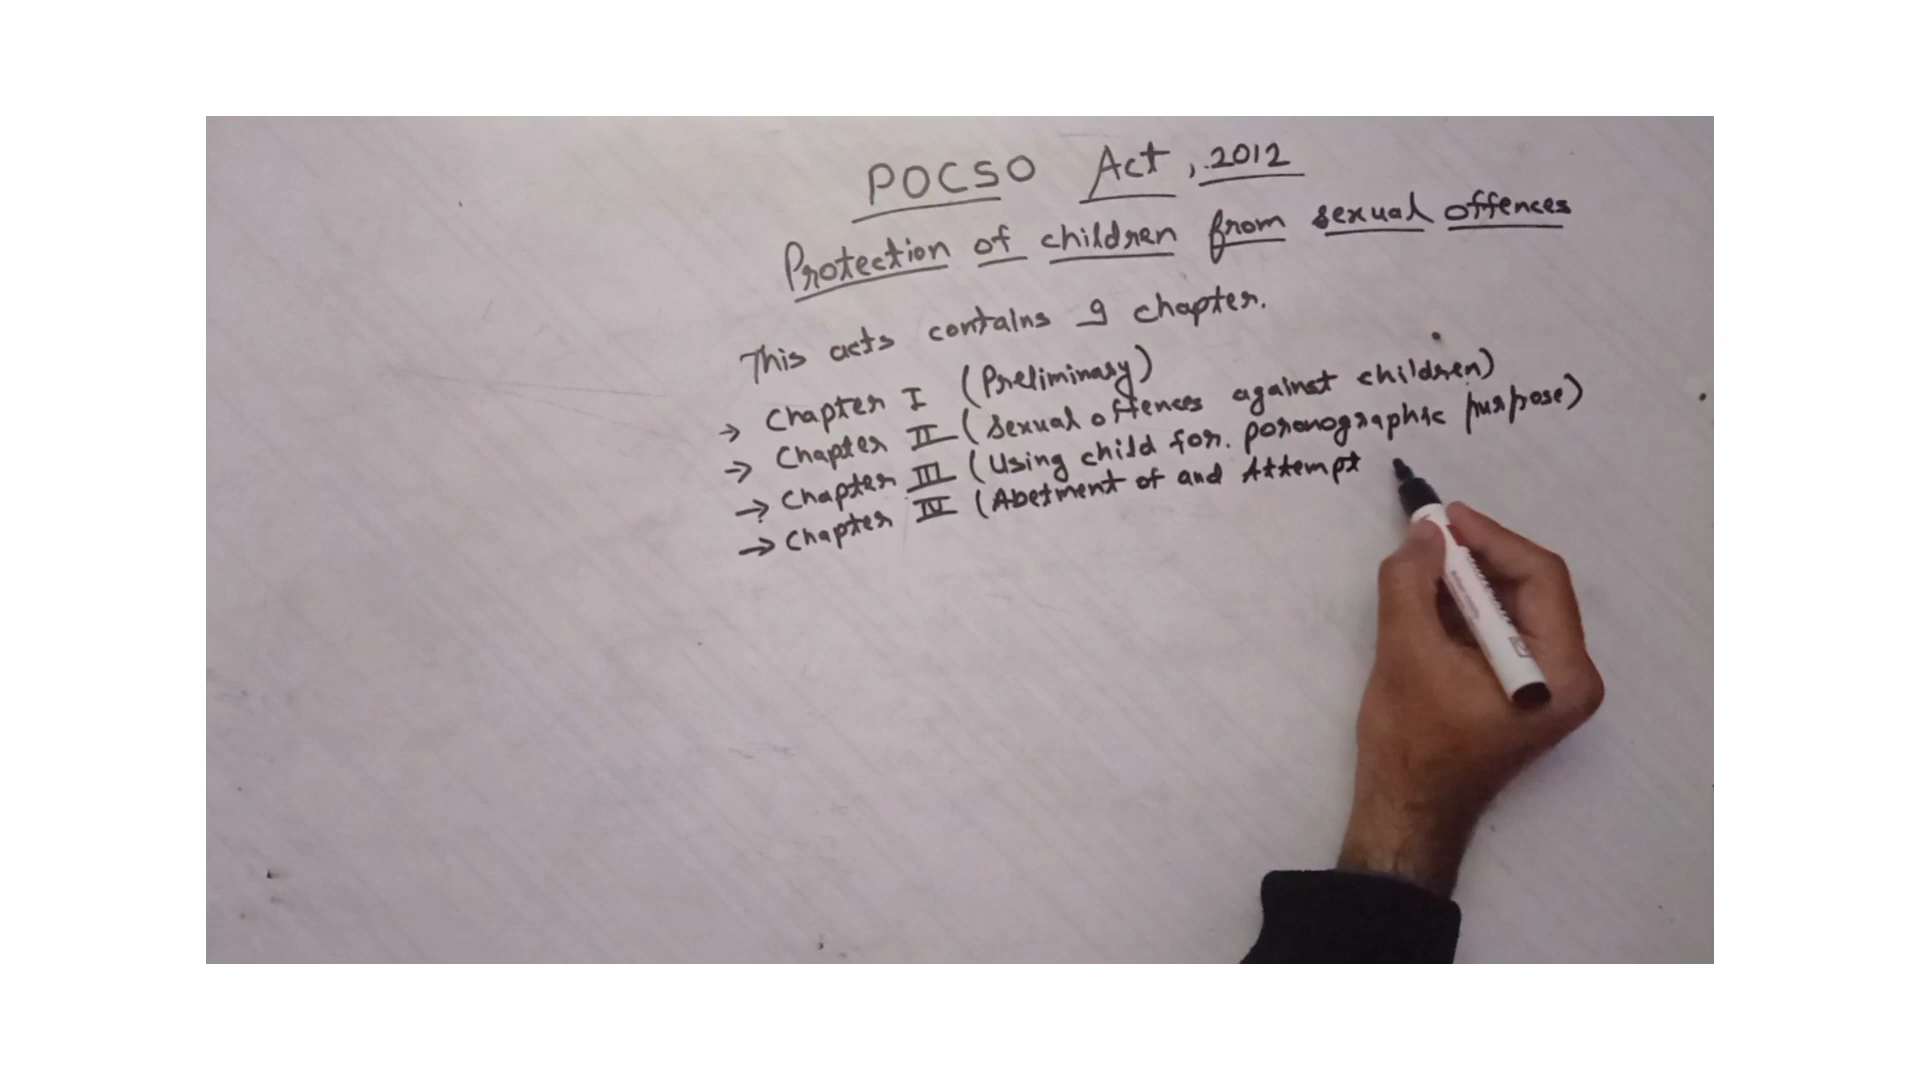 POCSO Act, 2012
Protection of children from sexual offences
This acts contains 9 chapter.
→ Chapter I (Preliminary)
→ Chapter II (Sexual offences against children)
→ Chapter III (Using child for. poronographic purpose)
→ Chapter IV (Abetment of and Attempt